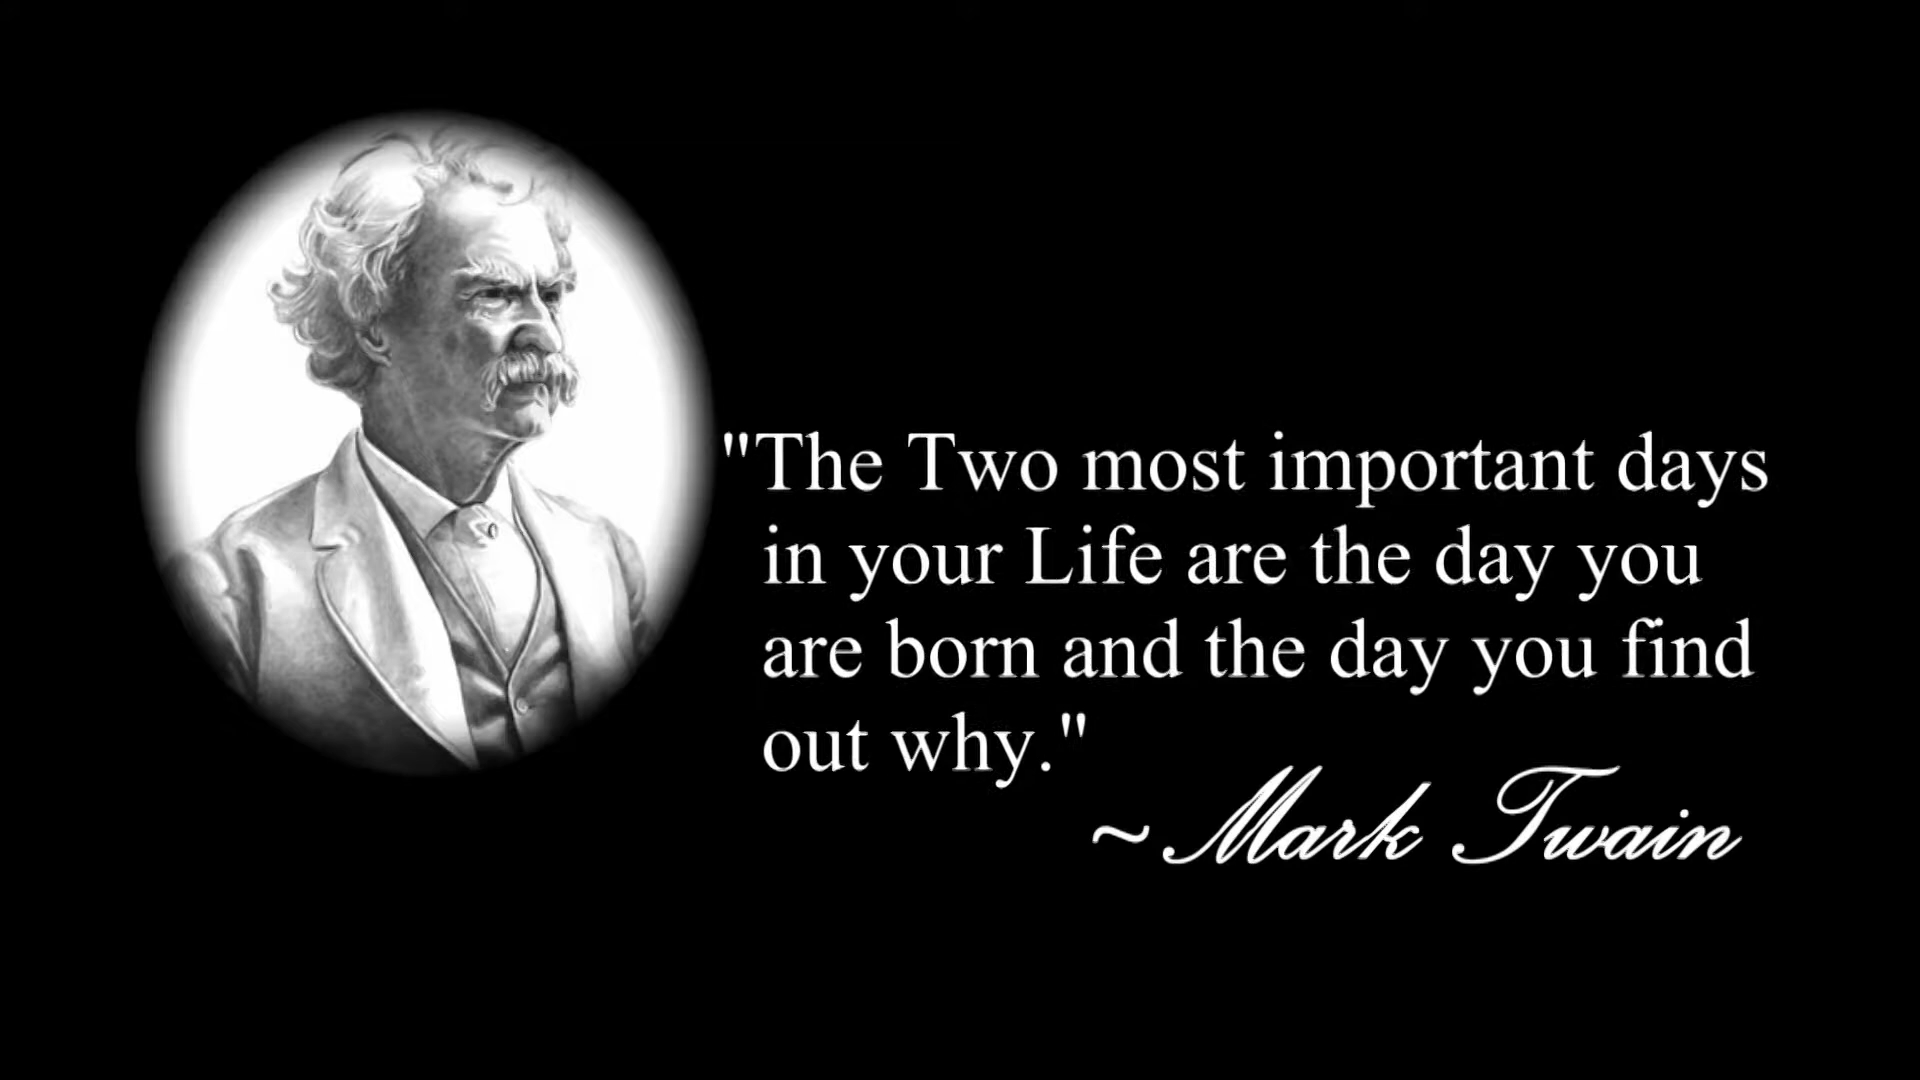 "The Two most important days
in your Life are the day you
are born and the day you find
out why."
~Mark Twain